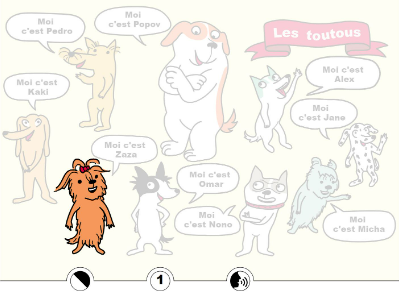 Moi
c'est Pedro
Moi
c'est Popov
Les toutous
Moi c'est
Kaki
Moi c'est
Alex
Moi
c'est Jane
Moi c'est
Zaza
Moi c'est
Omar
Moi
c'est Nono
Moi
c'est Micha
1